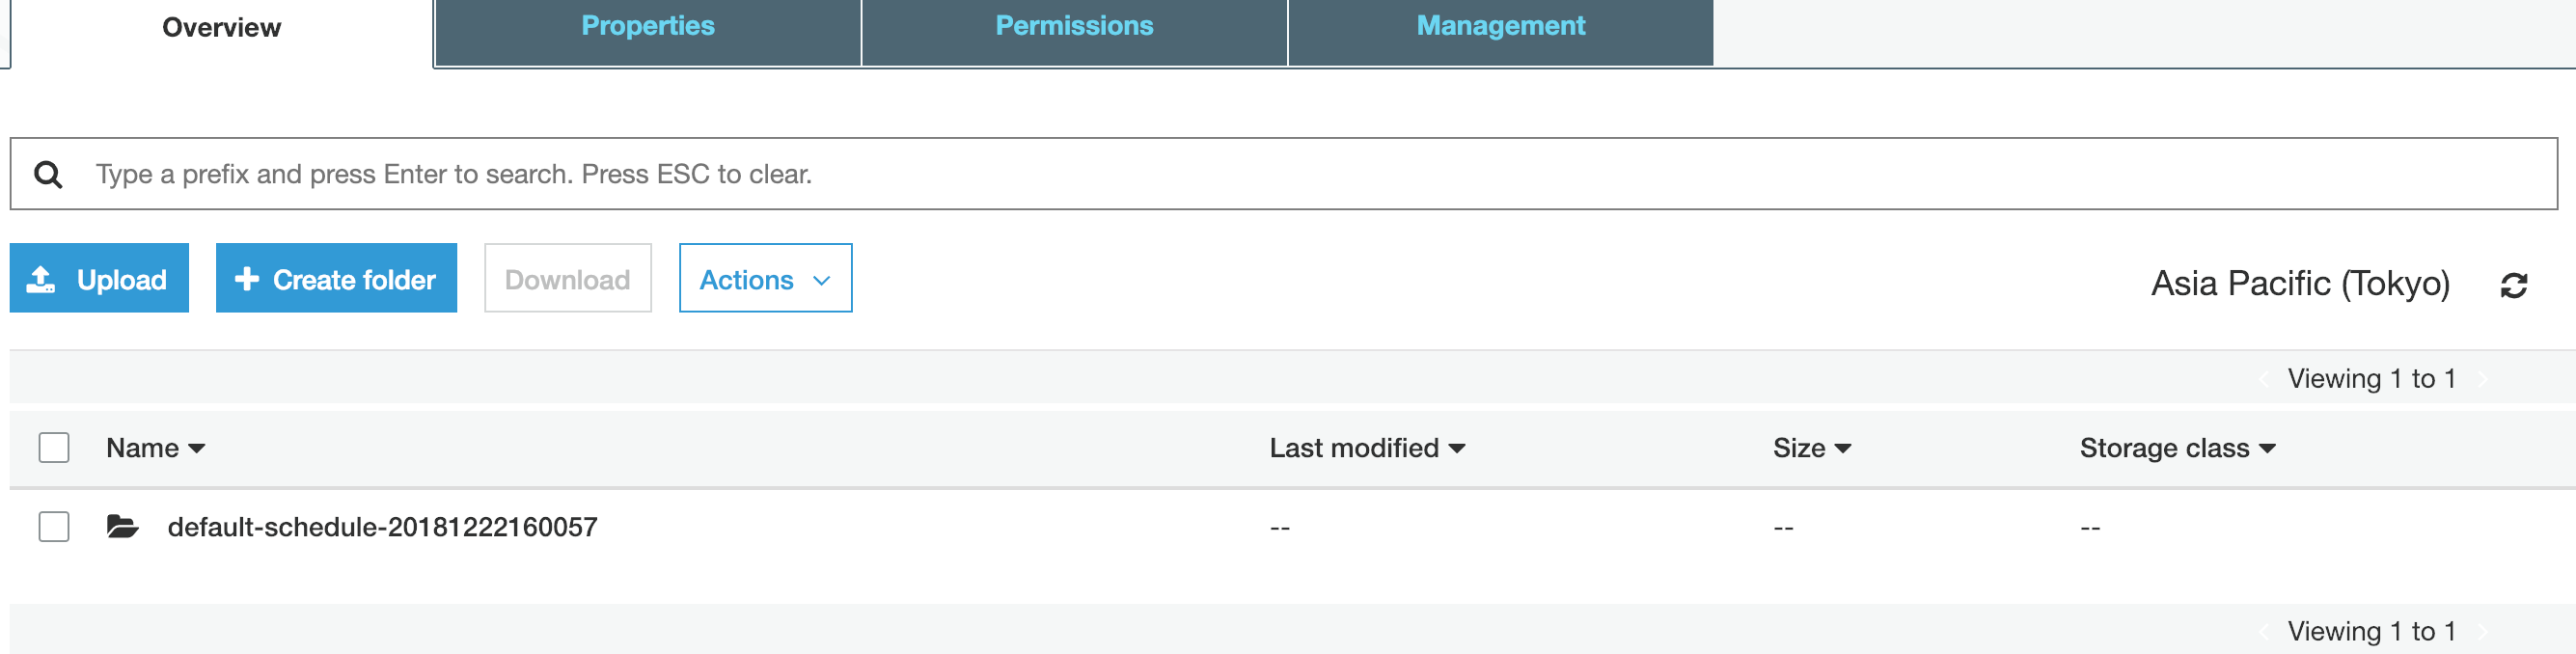 Overview Properties Permissions Management
Type a prefix and press Enter to search. Press ESC to clear.
Upload Create folder Download Actions Asia Pacific (Tokyo)
Viewing 1 to 1
Name Last modified Size Storage class
default-schedule-20181222160057 -- -- --
Viewing 1 to 1